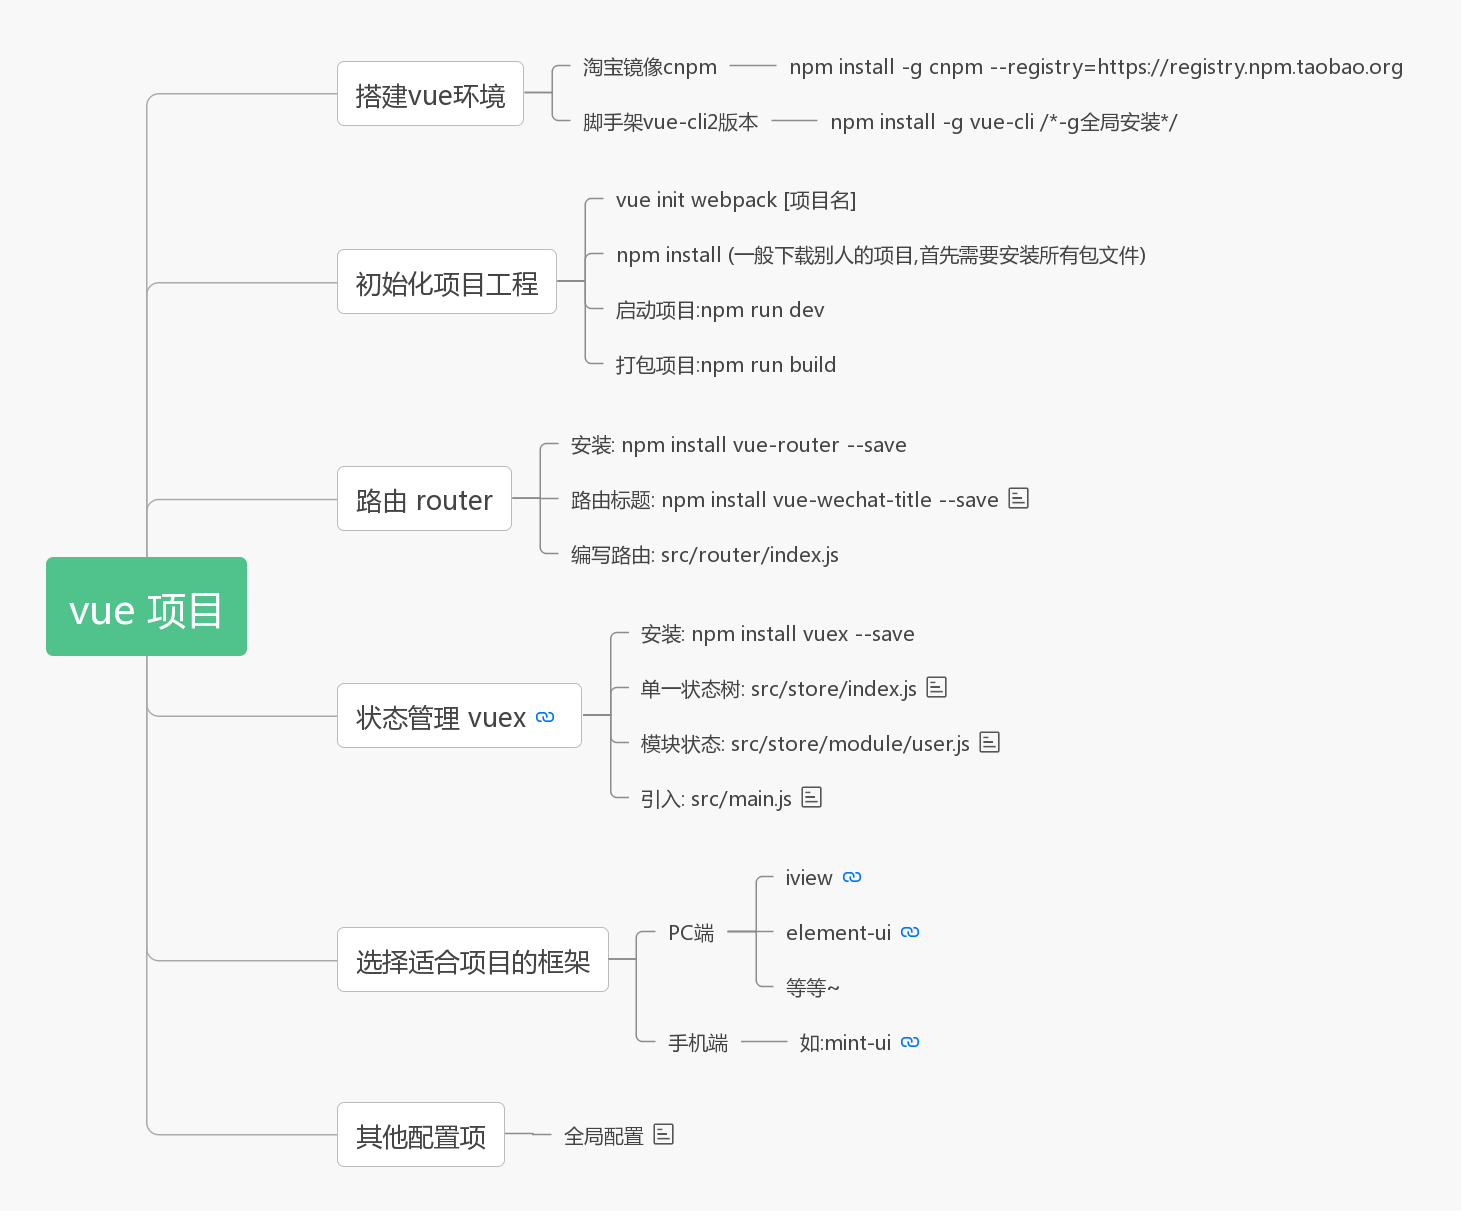 搭建vue环境
淘宝镜像cnpm
npm install -g cnpm --registry=https://registry.npm.taobao.org
脚手架vue-cli2版本
npm install -g vue-cli /*-g全局安装*/
初始化项目工程
vue init webpack [项目名]
npm install (一般下载别人的项目,首先需要安装所有包文件)
启动项目:npm run dev
打包项目:npm run build
路由 router
安装: npm install vue-router --save
路由标题: npm install vue-wechat-title --save
编写路由: src/router/index.js
vue 项目
状态管理 vuex
安装: npm install vuex --save
单一状态树: src/store/index.js
模块状态: src/store/module/user.js
引入: src/main.js
选择适合项目的框架
PC端
iview
element-ui
等等~
手机端
如:mint-ui
其他配置项
全局配置